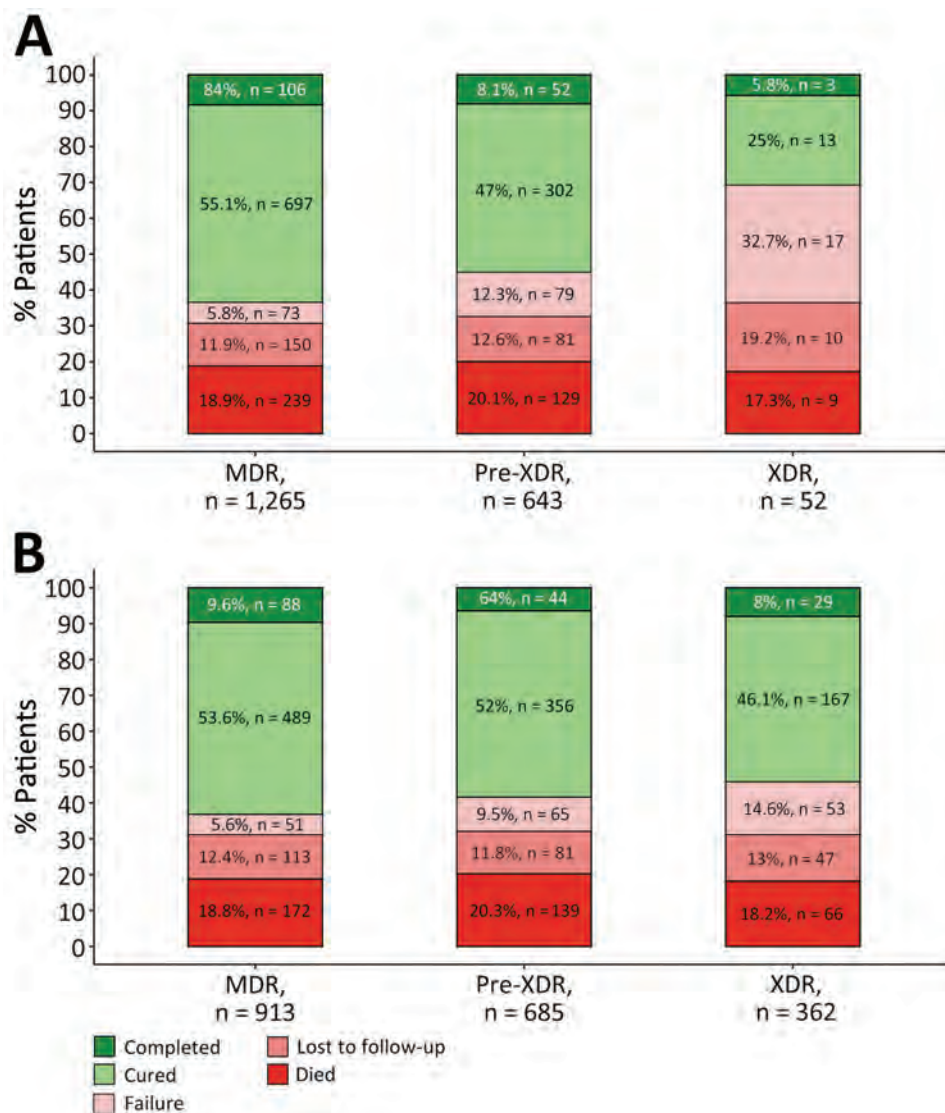 A
100
90
80
70
60
50
40
30
20
10
0
% Patients
84%, n = 106
55.1%, n = 697
5.8%, n = 73
11.9%, n = 150
18.9%, n = 239
8.1%, n = 52
47%, n = 302
12.3%, n = 79
12.6%, n = 81
20.1%, n = 129
5.8%, n = 3
25%, n = 13
32.7%, n = 17
19.2%, n = 10
17.3%, n = 9
MDR,
n = 1,265
Pre-XDR,
n = 643
XDR,
n = 52
B
100
90
80
70
60
50
40
30
20
10
0
% Patients
9.6%, n = 88
53.6%, n = 489
5.6%, n = 51
12.4%, n = 113
18.8%, n = 172
64%, n = 44
52%, n = 356
9.5%, n = 65
11.8%, n = 81
20.3%, n = 139
8%, n = 29
46.1%, n = 167
14.6%, n = 53
13%, n = 47
18.2%, n = 66
MDR,
n = 913
Pre-XDR,
n = 685
XDR,
n = 362
Completed
Cured
Failure
Lost to follow-up
Died